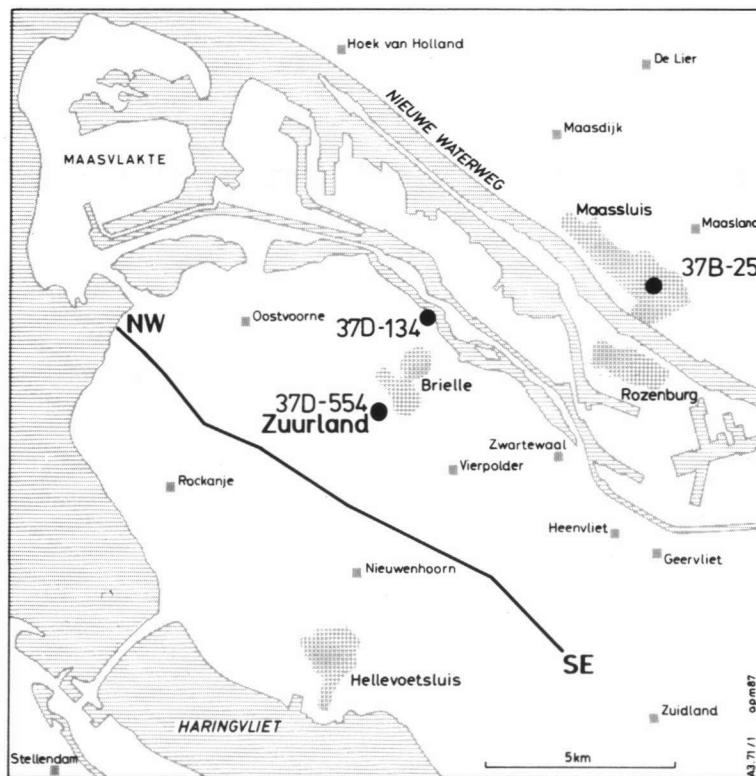 Hoek van Holland
De Lier
NIEUWE WATERWEG
Maasdijk
MAASVLAKTE
Maassluis
Maasland
37B-25
NW
Oostvoorne
37D-134
Brielle
Rozenburg
37D-554
Zuurland
Zwartewaal
Vierpolder
Rockanje
Heenvliet
Geervliet
Nieuwenhoorn
SE
Hellevoetsluis
Zuidland
HARINGVLIET
Stellendam
5km
opm87